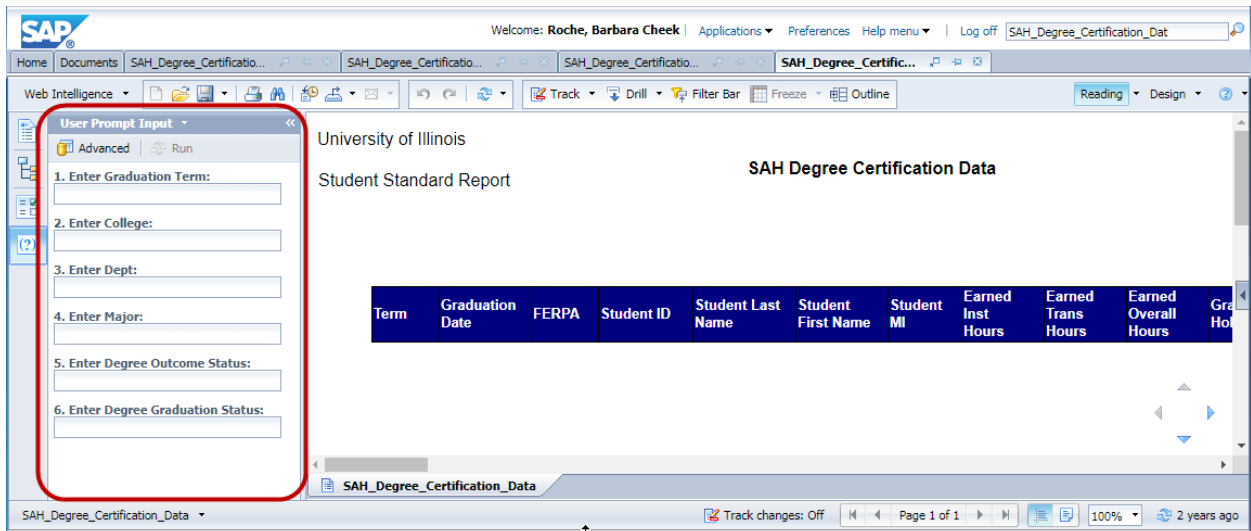 SAP
Welcome: Roche, Barbara Cheek | Applications Preferences Help menu | Log off SAH_Degree_Certification_Dat
Home Documents SAH_Degree_Certificatio... SAH_Degree_Certificatio... SAH_Degree_Certificatio... SAH_Degree_Certific...
Web Intelligence Track Drill Filter Bar Freeze Outline Reading Design
User Prompt Input
Advanced Run
1. Enter Graduation Term:
2. Enter College:
3. Enter Dept:
4. Enter Major:
5. Enter Degree Outcome Status:
6. Enter Degree Graduation Status:
University of Illinois
SAH Degree Certification Data
Student Standard Report
Term Graduation Date FERPA Student ID Student Last Name Student First Name Student MI Earned Inst Hours Earned Trans Hours Earned Overall Hours
SAH_Degree_Certification_Data
SAH_Degree_Certification_Data Track changes: Off Page 1 of 1 100% 2 years ago